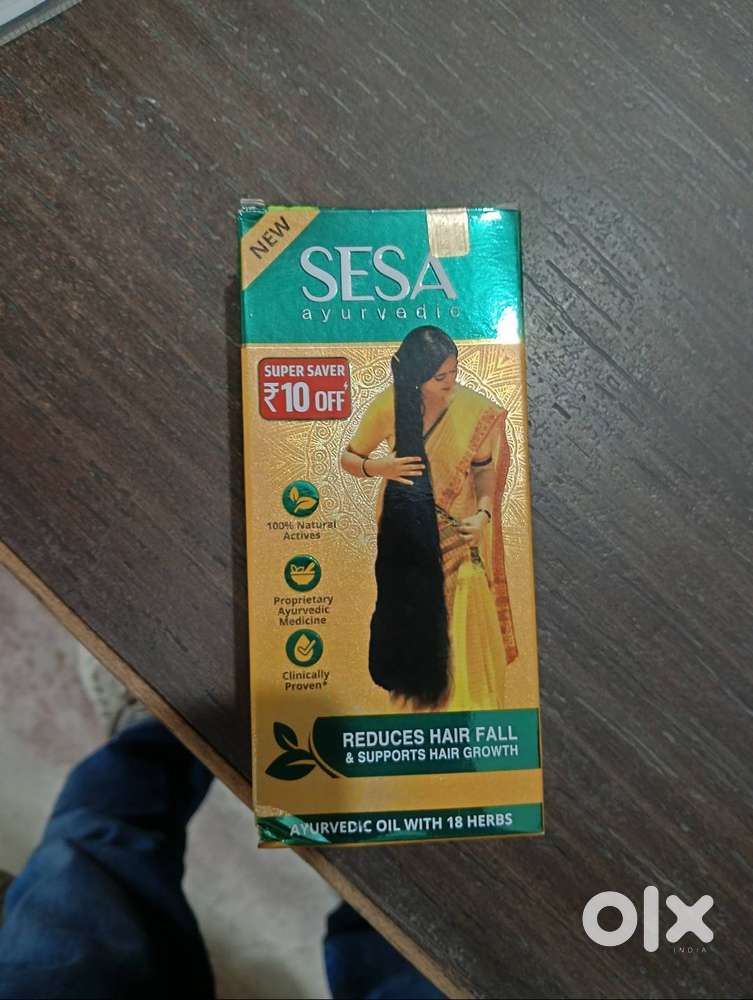 NEW
SESA
ayurvedic
SUPER SAVER
₹10 OFF
100% Natural
Actives
Proprietary
Ayurvedic
Medicine
Clinically
Proven*
REDUCES HAIR FALL
& SUPPORTS HAIR GROWTH
AYURVEDIC OIL WITH 18 HERBS
olx
INDIA